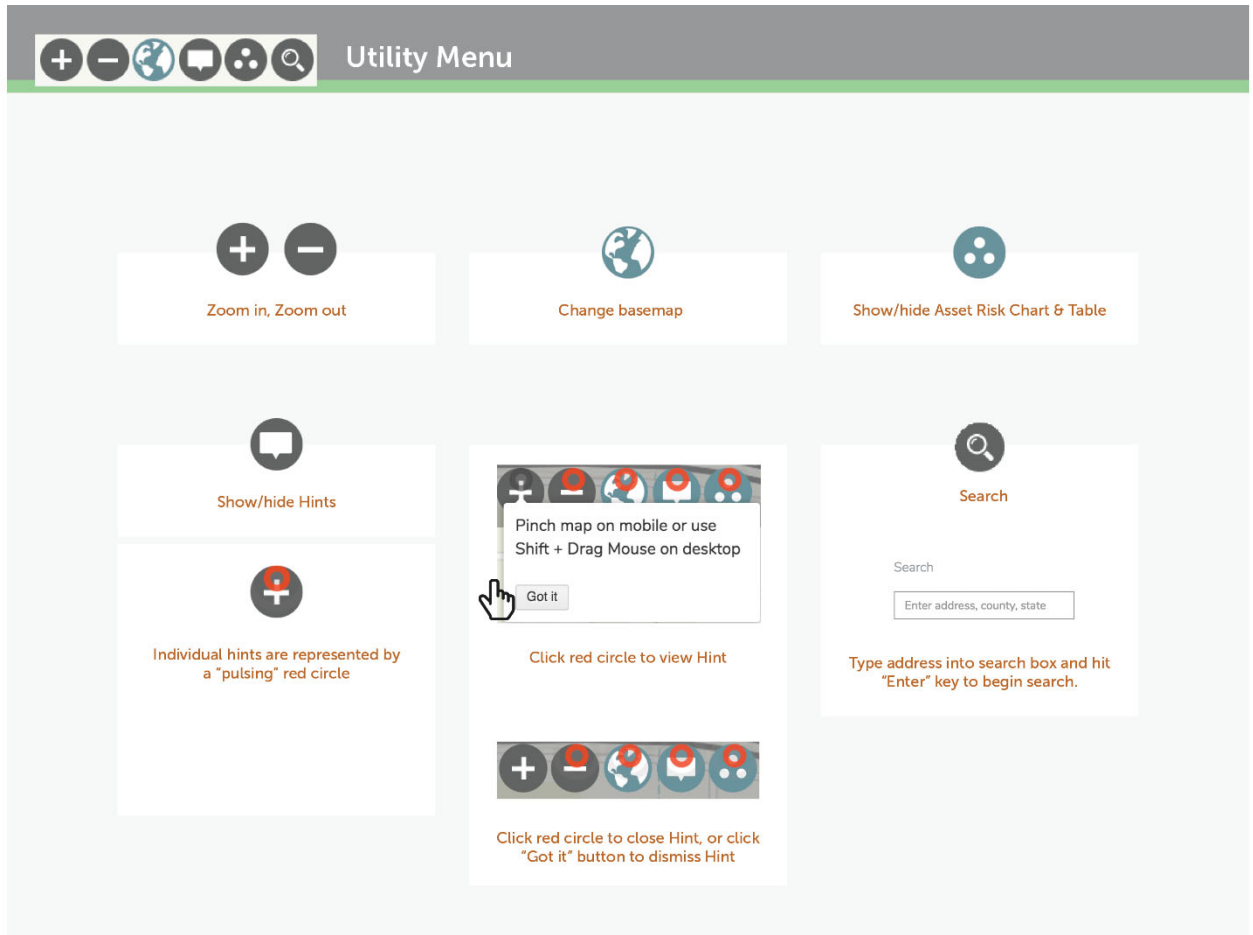 Utility Menu
Zoom in, Zoom out
Change basemap
Show/hide Asset Risk Chart & Table
Show/hide Hints
Individual hints are represented by
a "pulsing" red circle
Pinch map on mobile or use
Shift + Drag Mouse on desktop
Got it
Click red circle to view Hint
Click red circle to close Hint, or click
"Got it" button to dismiss Hint
Search
Search
Enter address, county, state
Type address into search box and hit
"Enter" key to begin search.